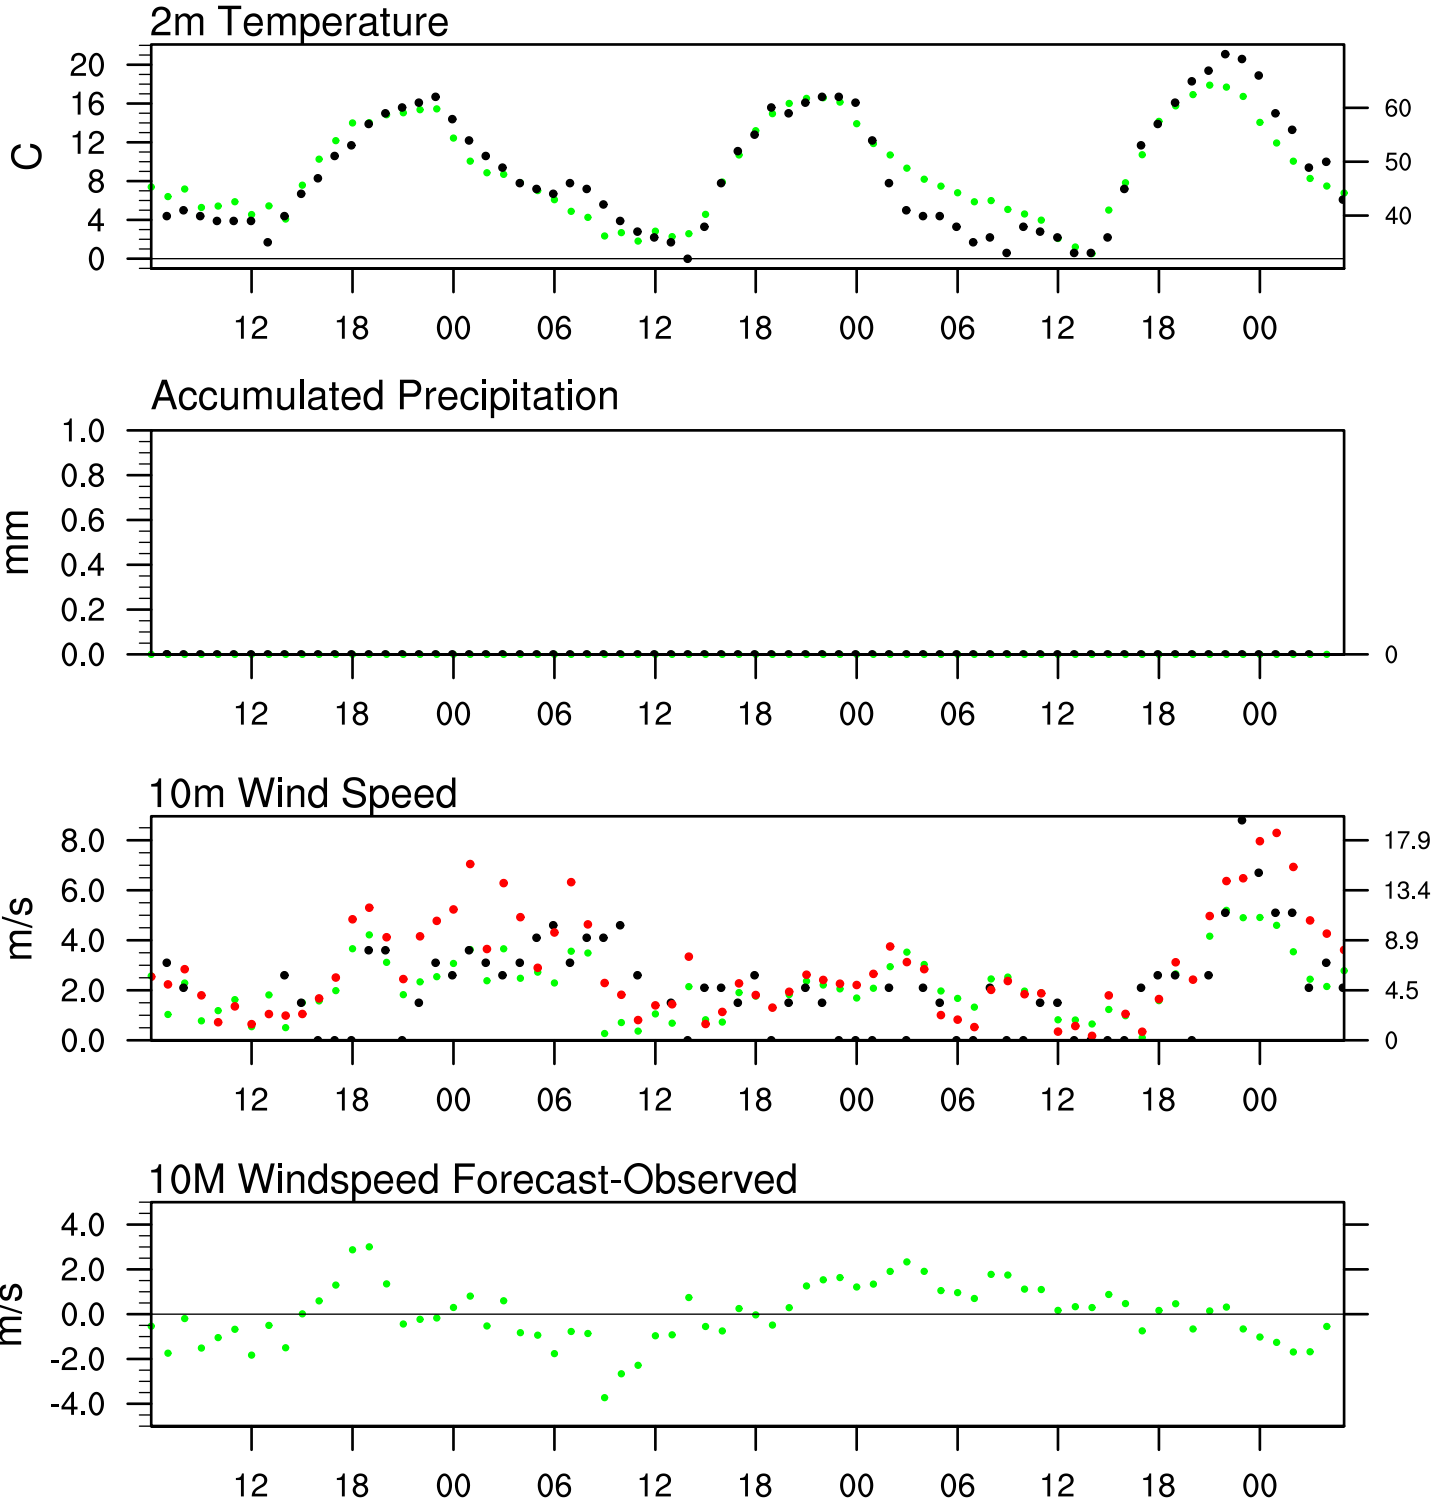 2m Temperature
20
16
12
8
4
0
C
60
50
40
12 18 00 06 12 18 00 06 12 18 00
Accumulated Precipitation
1.0
0.8
0.6
0.4
0.2
0.0
mm
0
12 18 00 06 12 18 00 06 12 18 00
10m Wind Speed
8.0
6.0
4.0
2.0
0.0
m/s
17.9
13.4
8.9
4.5
0
12 18 00 06 12 18 00 06 12 18 00
10M Windspeed Forecast-Observed
4.0
2.0
0.0
-2.0
-4.0
m/s
12 18 00 06 12 18 00 06 12 18 00